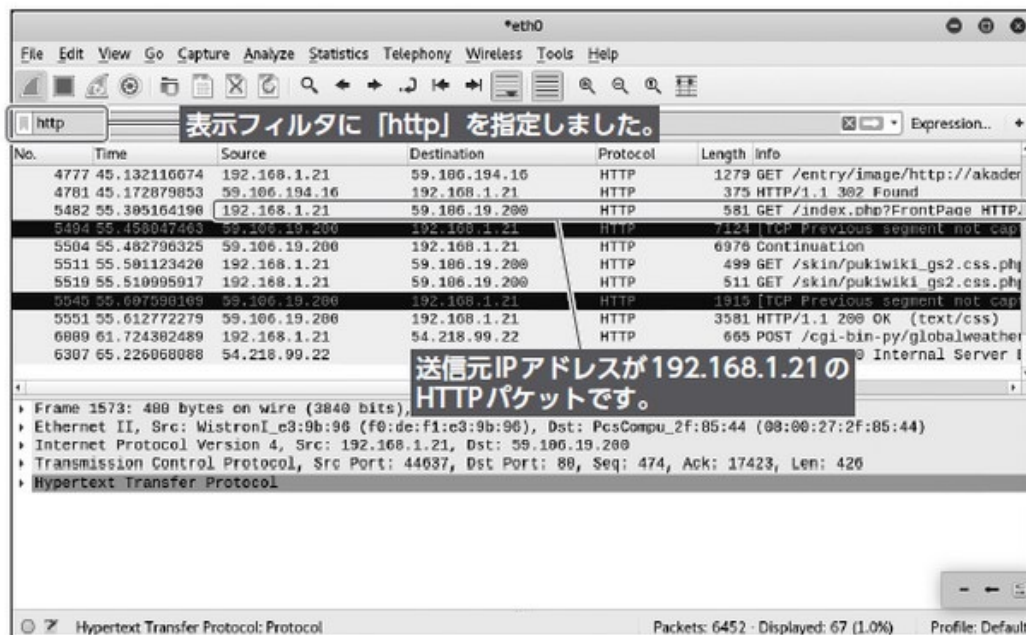 *eth0
File Edit View Go Capture Analyze Statistics Telephony Wireless Tools Help
http
表示フィルタに「http」を指定しました。
Expression... +
No. Time Source Destination Protocol Length Info
4777 45.132116674 192.168.1.21 59.106.194.16 HTTP 1279 GET /entry/image/http://akaden
4781 45.172879853 59.106.194.16 192.168.1.21 HTTP 375 HTTP/1.1 302 Found
5482 55.305164190 192.168.1.21 59.106.19.200 HTTP 581 GET /index.php?FrontPage HTTP/
5494 55.458047463 59.106.19.200 192.168.1.21 HTTP 7124 [TCP Previous segment not capt
5504 55.482796325 59.106.19.200 192.168.1.21 HTTP 6976 Continuation
5511 55.501123420 192.168.1.21 59.106.19.200 HTTP 499 GET /skin/pukiwiki_gs2.css.php
5519 55.510995917 192.168.1.21 59.106.19.200 HTTP 511 GET /skin/pukiwiki_gs2.css.php
5545 55.607598109 59.106.19.200 192.168.1.21 HTTP 1915 [TCP Previous segment not capt
5551 55.612772279 59.106.19.200 192.168.1.21 HTTP 3581 HTTP/1.1 200 OK (text/css)
6009 61.724302489 192.168.1.21 54.218.99.22 HTTP 665 POST /cgi-bin-py/globalweather
6307 65.226068088 54.218.99.22 0 Internal Server
送信元IPアドレスが192.168.1.21の
HTTPパケットです。
Frame 1573: 480 bytes on wire (3840 bits),
Ethernet II, Src: WistronI_e3:9b:96 (f0:de:f1:e3:9b:96), Dst: PcsCompu_2f:85:44 (08:00:27:2f:85:44)
Internet Protocol Version 4, Src: 192.168.1.21, Dst: 59.106.19.200
Transmission Control Protocol, Src Port: 44637, Dst Port: 80, Seq: 474, Ack: 17423, Len: 426
Hypertext Transfer Protocol
Hypertext Transfer Protocol: Protocol
Packets: 6452 · Displayed: 67 (1.0%)
Profile: Default